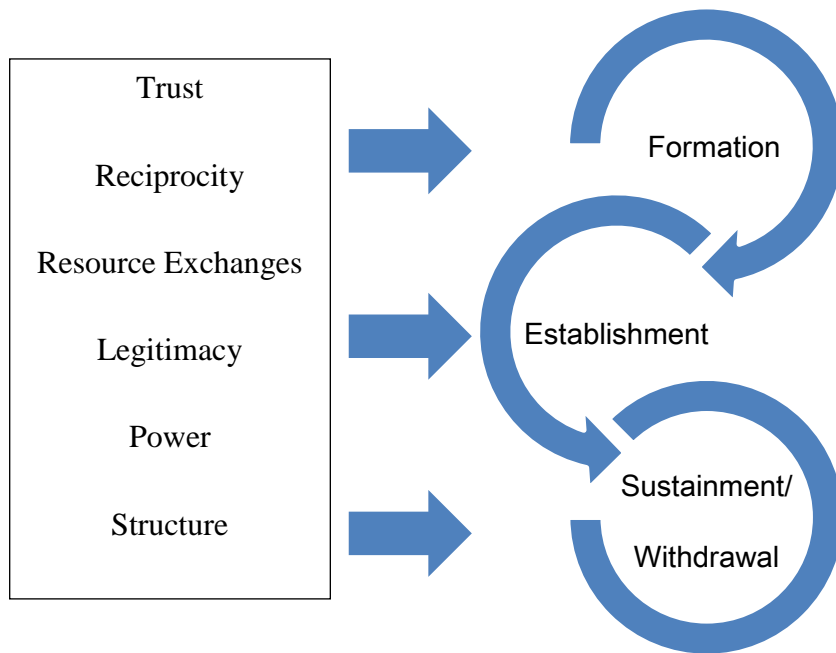 Trust
Reciprocity
Resource Exchanges
Legitimacy
Power
Structure
Formation
Establishment
Sustainment/
Withdrawal